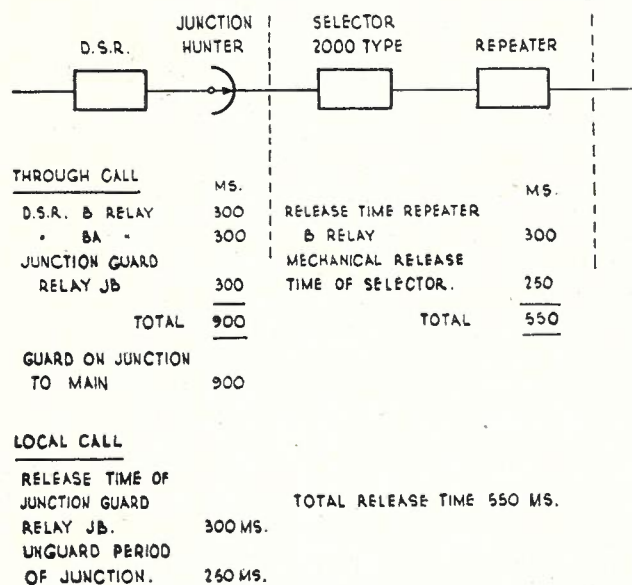 JUNCTION
D.S.R. HUNTER
SELECTOR
2000 TYPE REPEATER
THROUGH CALL
MS.
D.S.R. B RELAY 300
" BA " 300
JUNCTION GUARD
RELAY JB 300
TOTAL 900
GUARD ON JUNCTION
TO MAIN 900
MS.
RELEASE TIME REPEATER
B RELAY 300
MECHANICAL RELEASE
TIME OF SELECTOR. 250
TOTAL 550
LOCAL CALL
RELEASE TIME OF
JUNCTION GUARD
RELAY JB. 300 MS.
UNGUARD PERIOD
OF JUNCTION. 250 MS.
TOTAL RELEASE TIME 550 MS.